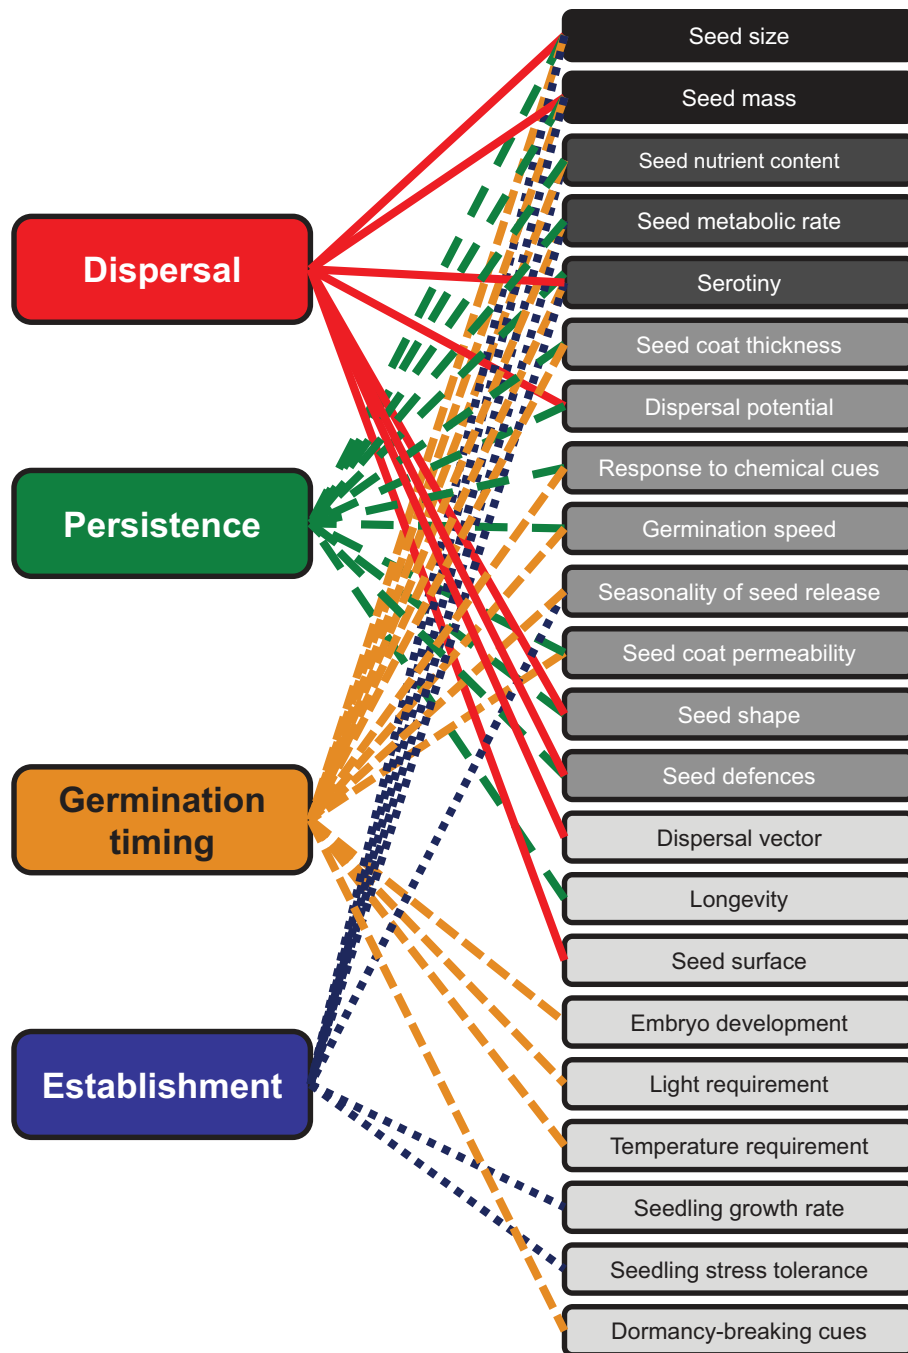 Dispersal
Persistence
Germination
timing
Establishment
Seed size
Seed mass
Seed nutrient content
Seed metabolic rate
Serotiny
Seed coat thickness
Dispersal potential
Response to chemical cues
Germination speed
Seasonality of seed release
Seed coat permeability
Seed shape
Seed defences
Dispersal vector
Longevity
Seed surface
Embryo development
Light requirement
Temperature requirement
Seedling growth rate
Seedling stress tolerance
Dormancy-breaking cues